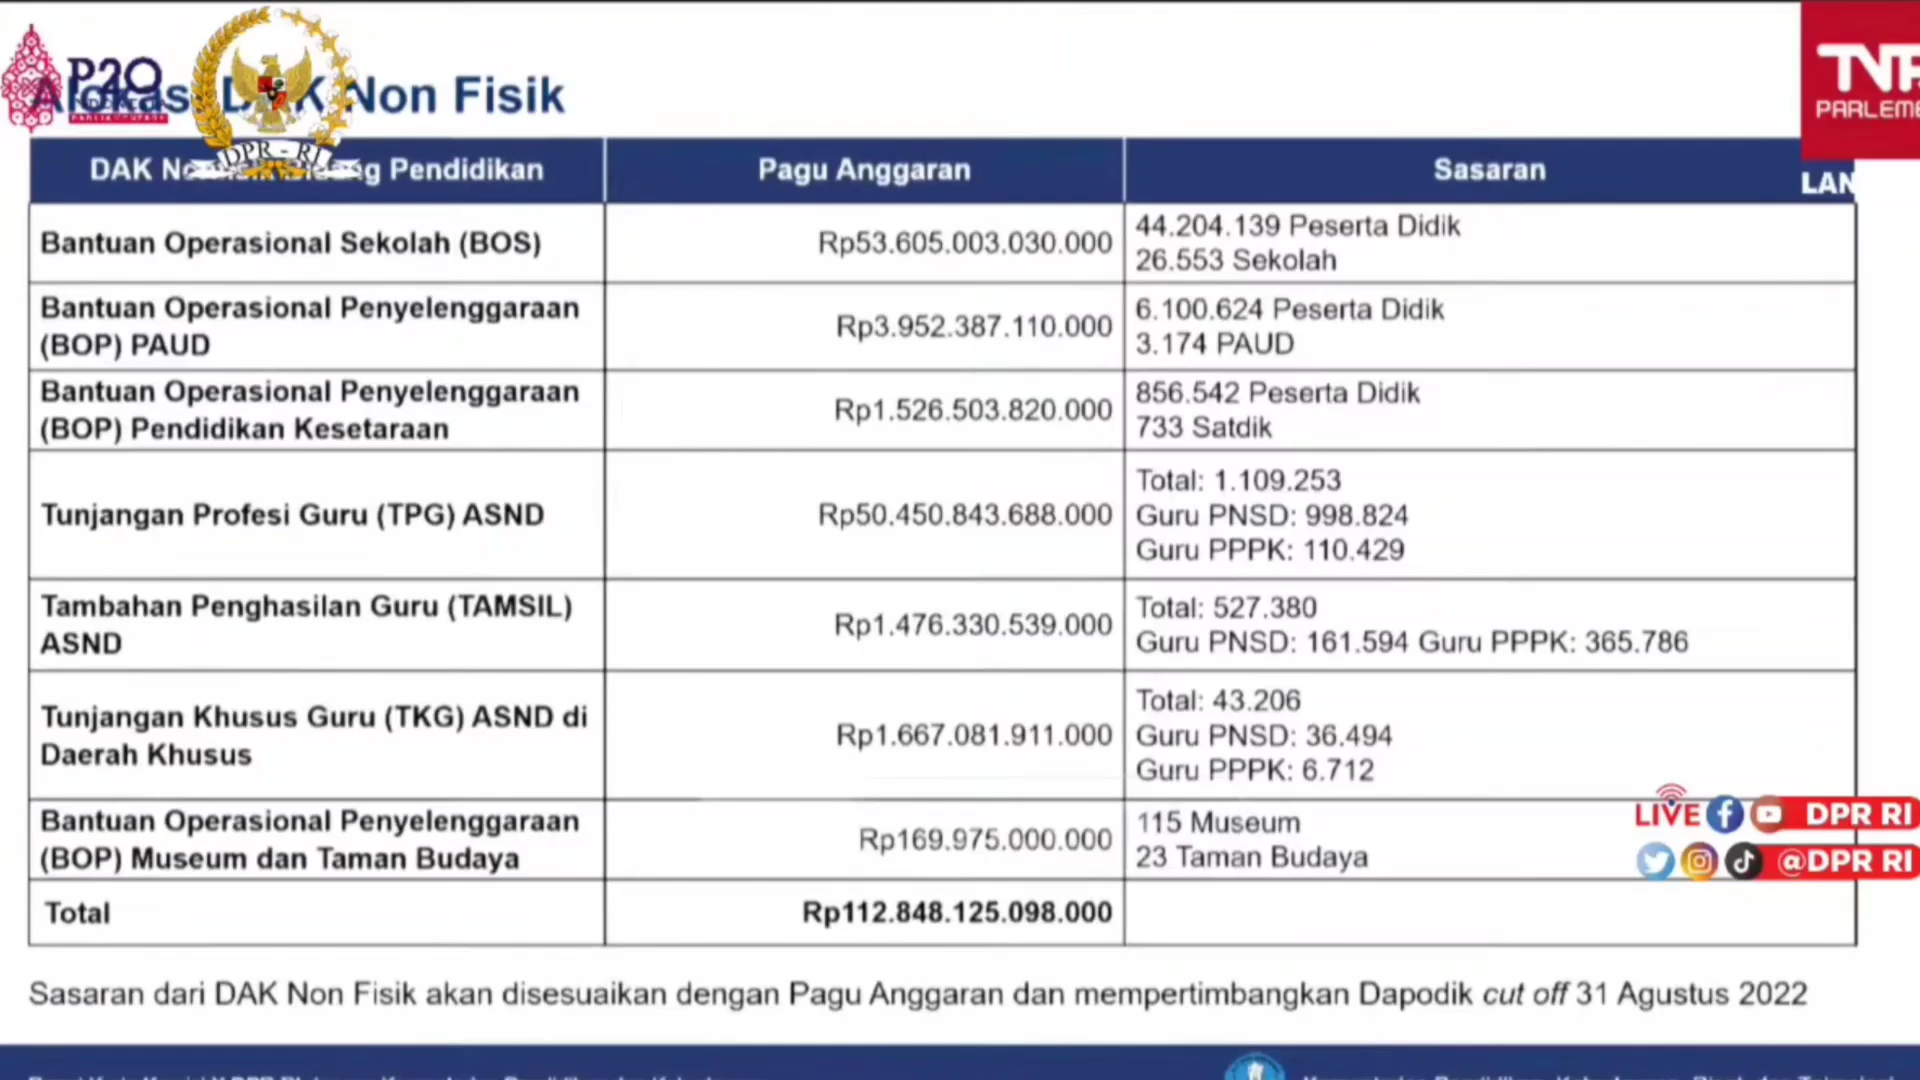 P20
Non Fisik
DPR - RI
TVR
PARLEME
LAN
DAK Pendidikan
Pagu Anggaran
Sasaran
Bantuan Operasional Sekolah (BOS)
Rp53.605.003.030.000
44.204.139 Peserta Didik
26.553 Sekolah
Bantuan Operasional Penyelenggaraan
(BOP) PAUD
Rp3.952.387.110.000
6.100.624 Peserta Didik
3.174 PAUD
Bantuan Operasional Penyelenggaraan
(BOP) Pendidikan Kesetaraan
Rp1.526.503.820.000
856.542 Peserta Didik
733 Satdik
Tunjangan Profesi Guru (TPG) ASND
Rp50.450.843.688.000
Total: 1.109.253
Guru PNSD: 998.824
Guru PPPK: 110.429
Tambahan Penghasilan Guru (TAMSIL)
ASND
Rp1.476.330.539.000
Total: 527.380
Guru PNSD: 161.594 Guru PPPK: 365.786
Tunjangan Khusus Guru (TKG) ASND di
Daerah Khusus
Rp1.667.081.911.000
Total: 43.206
Guru PNSD: 36.494
Guru PPPK: 6.712
Bantuan Operasional Penyelenggaraan
(BOP) Museum dan Taman Budaya
Rp169.975.000.000
115 Museum
23 Taman Budaya
LIVE DPR RI
@DPR RI
Total
Rp112.848.125.098.000
Sasaran dari DAK Non Fisik akan disesuaikan dengan Pagu Anggaran dan mempertimbangkan Dapodik cut off 31 Agustus 2022